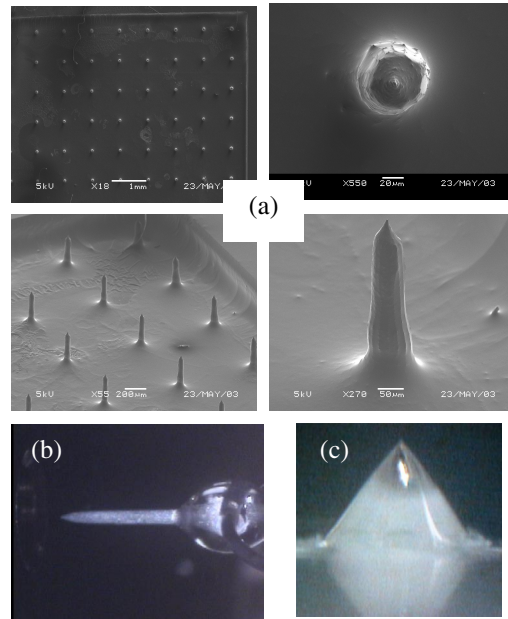 5kV X18 1mm 23/MAY/
V X550 20µm 23/MAY/03
(a)
5kV X55 200µm 23/MAY/03
5kV X270 50µm 23/MAY/03
(b)
(c)